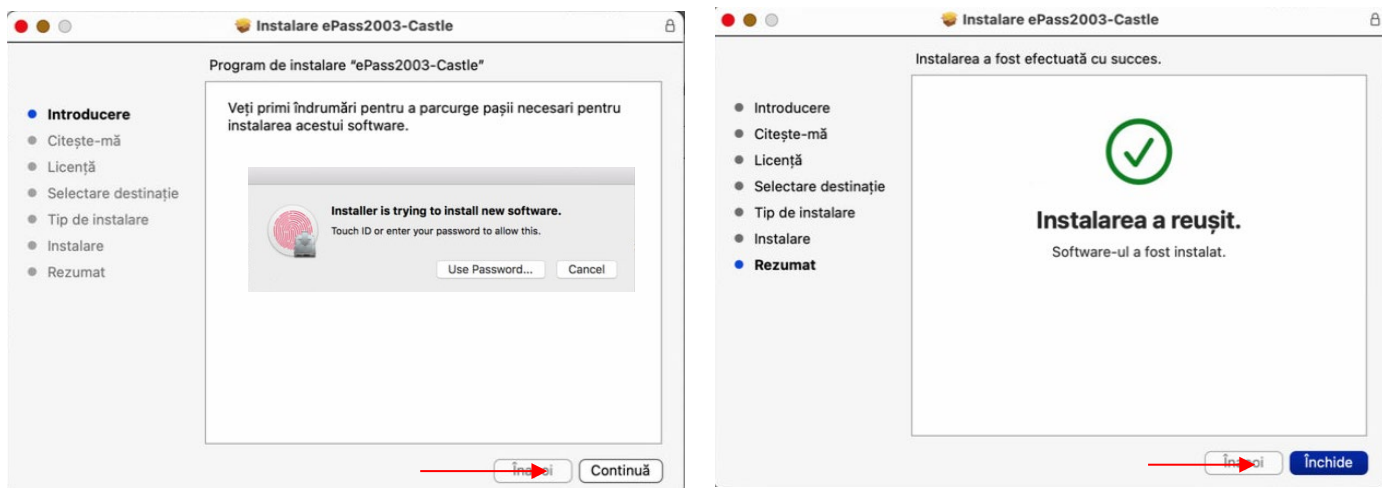 Instalare ePass2003-Castle
Program de instalare "ePass2003-Castle"
Introducere
Citește-mă
Licență
Selectare destinație
Tip de instalare
Instalare
Rezumat
Veți primi îndrumări pentru a parcurge pașii necesari pentru
instalarea acestui software.
Installer is trying to install new software.
Touch ID or enter your password to allow this.
Use Password...
Cancel
Înapoi
Continuă
Instalare ePass2003-Castle
Instalarea a fost efectuată cu succes.
Introducere
Citește-mă
Licență
Selectare destinație
Tip de instalare
Instalare
Rezumat
Instalarea a reușit.
Software-ul a fost instalat.
Înapoi
Închide